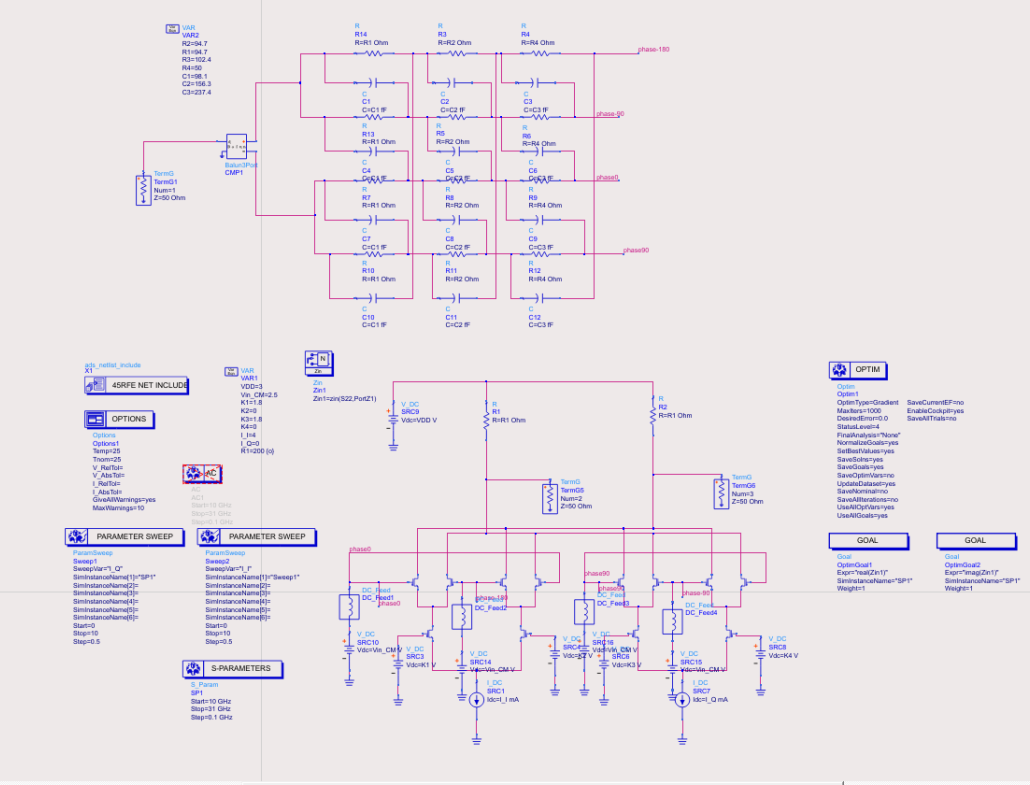 VAR
VAR2
R2=94.7
R1=94.7
R3=102.4
R4=50
C1=98.1
C2=156.3
C3=237.4
R
R14
R=R1 Ohm
R
R3
R=R2 Ohm
R
R4
R=R4 Ohm
phase-180
C
C1
C=C1 fF
C
C2
C=C2 fF
C
C3
C=C3 fF
phase-90
R
R13
R=R1 Ohm
R
R5
R=R2 Ohm
R
R6
R=R4 Ohm
Balun3Port
CMP1
TermG
TermG1
Num=1
Z=50 Ohm
C
C4
C=C1 fF
C
C5
C=C2 fF
C
C6
C=C3 fF
phase0
R
R7
R=R1 Ohm
R
R8
R=R2 Ohm
R
R9
R=R4 Ohm
C
C7
C=C1 fF
C
C8
C=C2 fF
C
C9
C=C3 fF
phase90
R
R10
R=R1 Ohm
R
R11
R=R2 Ohm
R
R12
R=R4 Ohm
C
C10
C=C1 fF
C
C11
C=C2 fF
C
C12
C=C3 fF
ads_netlist_include
X1
45RFE NET INCLUDE
OPTIONS
Options
Options1
Temp=25
Tnom=25
V_RelTol=
V_AbsTol=
I_RelTol=
I_AbsTol=
GiveAllWarnings=yes
MaxWarnings=10
VAR
VAR1
VDD=3
Vin_CM=2.5
K1=1.8
K2=0
K3=1.8
K4=0
I_I=4
I_Q=0
R1=200 {o}
N
Zin
Zin
Zin1
Zin1=zin(S22,PortZ1)
AC
AC
AC1
Start=10 GHz
Stop=31 GHz
Step=0.1 GHz
V_DC
SRC9
Vdc=VDD V
R
R1
R=R1 Ohm
R
R2
R=R1 Ohm
TermG
TermG5
Num=2
Z=50 Ohm
TermG
TermG6
Num=3
Z=50 Ohm
OPTIM
Optim
Optim1
OptimType=Gradient SaveCurrentEF=no
MaxIters=1000 EnableCockpit=yes
DesiredError=0.0 SaveAllTrials=no
StatusLevel=4
FinalAnalysis="None"
NormalizeGoals=yes
SetBestValues=yes
SaveSolns=yes
SaveGoals=yes
SaveOptimVars=no
UpdateDataset=yes
SaveNominal=no
SaveAllIterations=no
UseAllOptVars=yes
UseAllGoals=yes
GOAL
Goal
OptimGoal1
Expr="real(Zin1)"
SimInstanceName="SP1"
Weight=1
GOAL
Goal
OptimGoal2
Expr="imag(Zin1)"
SimInstanceName="SP1"
Weight=1
PARAMETER SWEEP
ParamSweep
Sweep1
SweepVar="I_Q"
SimInstanceName[1]="SP1"
SimInstanceName[2]=
SimInstanceName[3]=
SimInstanceName[4]=
SimInstanceName[5]=
SimInstanceName[6]=
Start=0
Stop=10
Step=0.5
PARAMETER SWEEP
ParamSweep
Sweep2
SweepVar="I_I"
SimInstanceName[1]="Sweep1"
SimInstanceName[2]=
SimInstanceName[3]=
SimInstanceName[4]=
SimInstanceName[5]=
SimInstanceName[6]=
Start=0
Stop=10
Step=0.5
S-PARAMETERS
S_Param
SP1
Start=10 GHz
Stop=31 GHz
Step=0.1 GHz
phase0
DC_Feed
DC_Feed1
phase0
phase-180
DC_Feed2
phase90
DC_Feed3
phase-90
DC_Feed
DC_Feed4
V_DC
SRC10
Vdc=Vin_CM V
V_DC
SRC3
Vdc=K1 V
V_DC
SRC14
Vdc=Vin_CM V
I_DC
SRC1
Idc=I_I mA
V_DC
V_DC
SRC16
Vdc=Vin_CM V
V_DC
SRC6
Vdc=K3 V
V_DC
SRC15
Vdc=Vin_CM V
I_DC
SRC7
Idc=I_Q mA
V_DC
SRC8
Vdc=K4 V